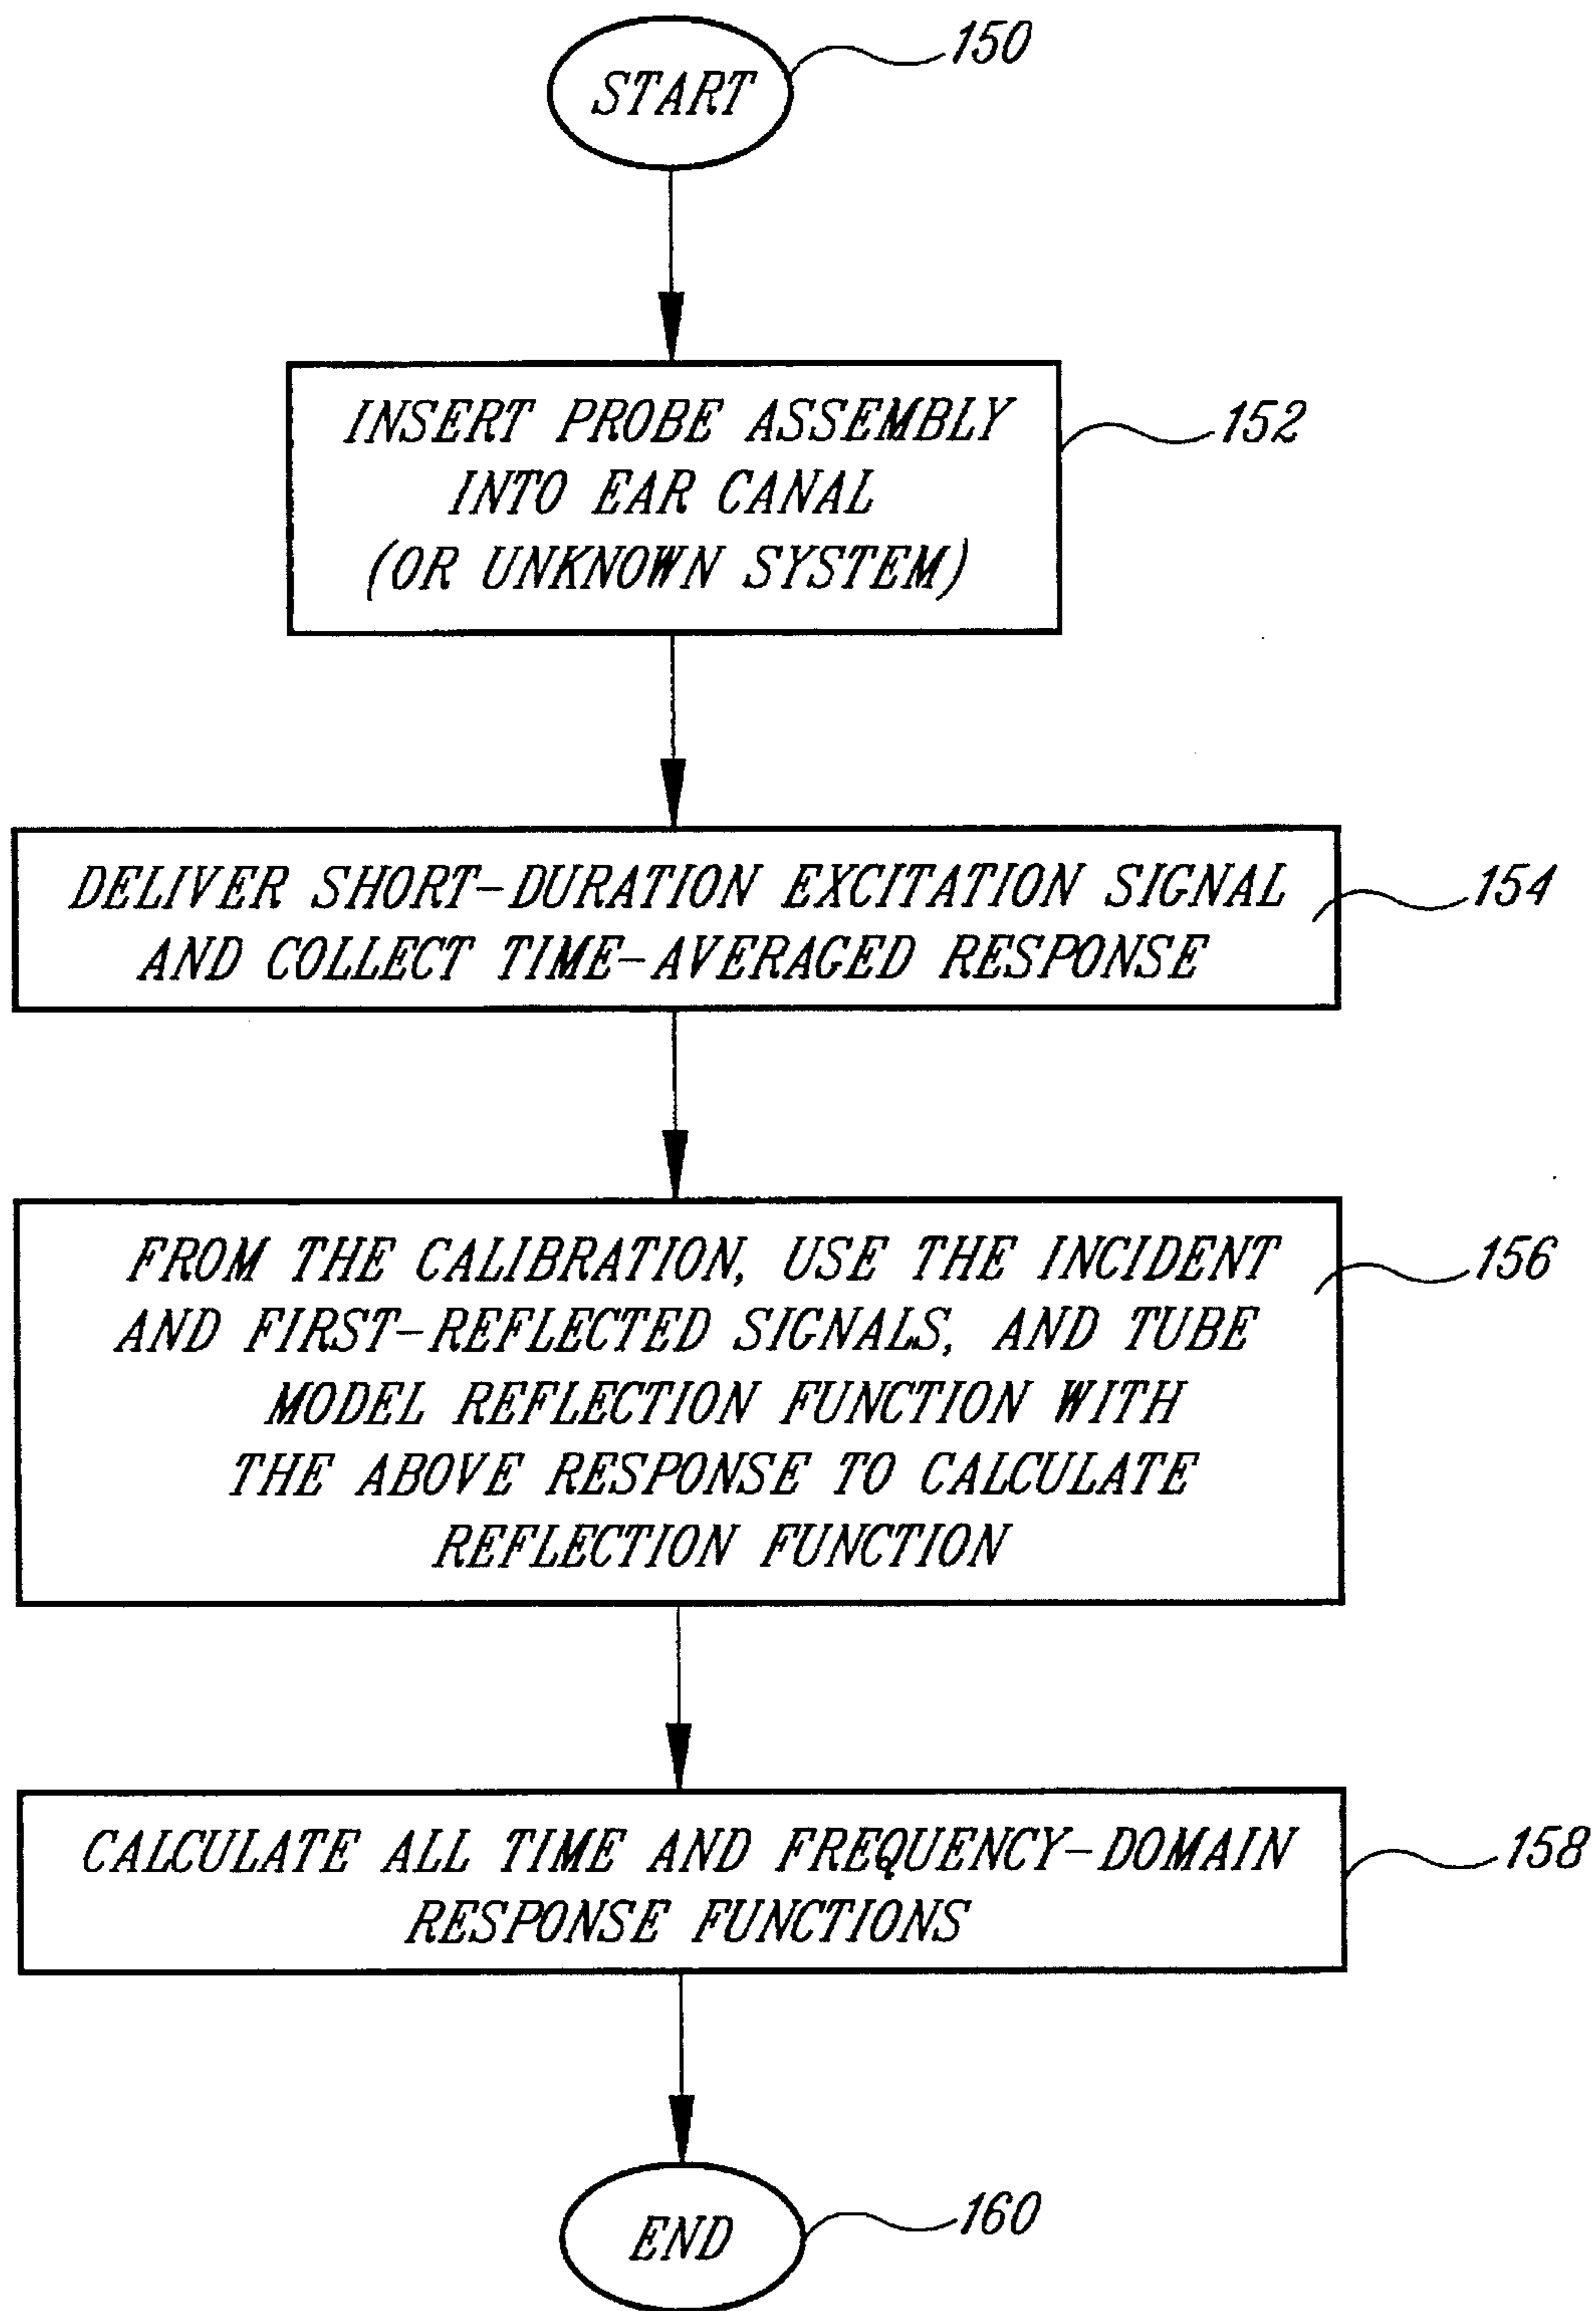 START
150
INSERT PROBE ASSEMBLY
INTO EAR CANAL
(OR UNKNOWN SYSTEM)
152
DELIVER SHORT-DURATION EXCITATION SIGNAL
AND COLLECT TIME-AVERAGED RESPONSE
154
FROM THE CALIBRATION, USE THE INCIDENT
AND FIRST-REFLECTED SIGNALS, AND TUBE
MODEL REFLECTION FUNCTION WITH
THE ABOVE RESPONSE TO CALCULATE
REFLECTION FUNCTION
156
CALCULATE ALL TIME AND FREQUENCY-DOMAIN
RESPONSE FUNCTIONS
158
END
160